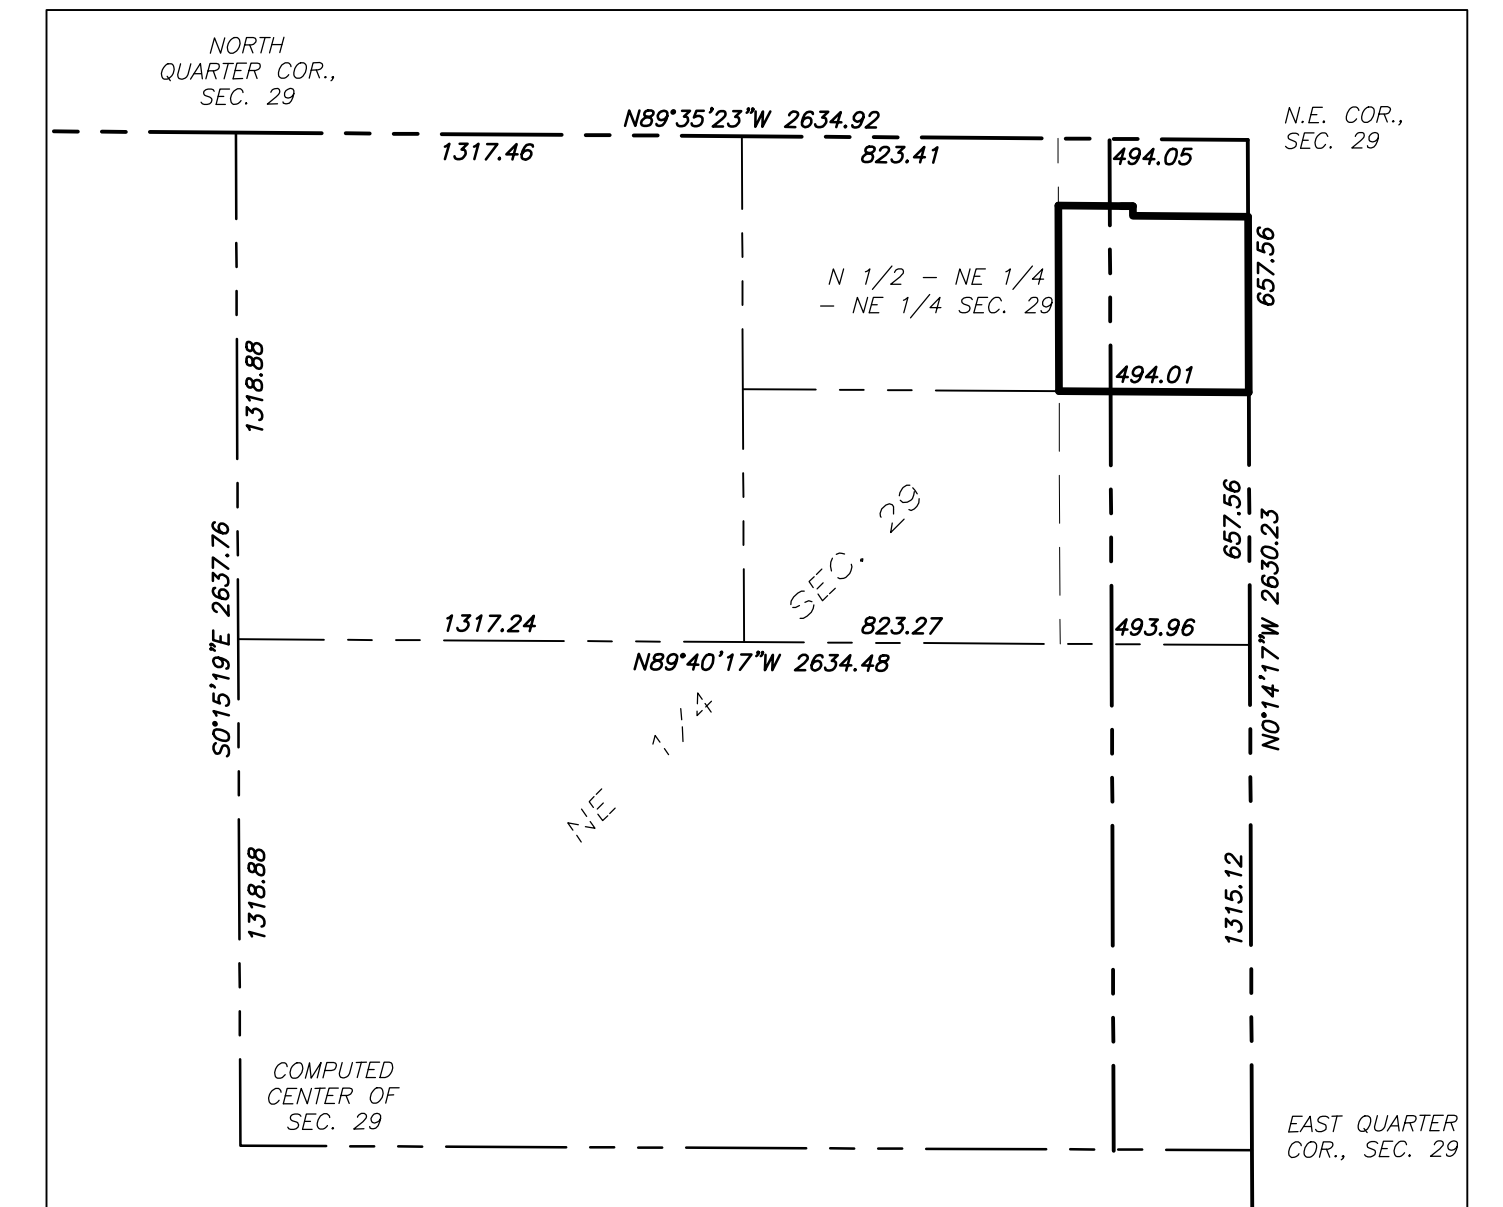 NORTH
QUARTER COR.,
SEC. 29
N89°35'23"W 2634.92
N.E. COR.,
SEC. 29
1317.46
823.41
494.05
657.56
N 1/2 - NE 1/4
- NE 1/4 SEC. 29
1318.88
494.01
SEC. 29
657.56
S0°15'19"E 2637.76
N0°14'17"W 2630.23
1317.24
823.27
493.96
N89°40'17"W 2634.48
NE 1/4
1318.88
1315.12
COMPUTED
CENTER OF
SEC. 29
EAST QUARTER
COR., SEC. 29